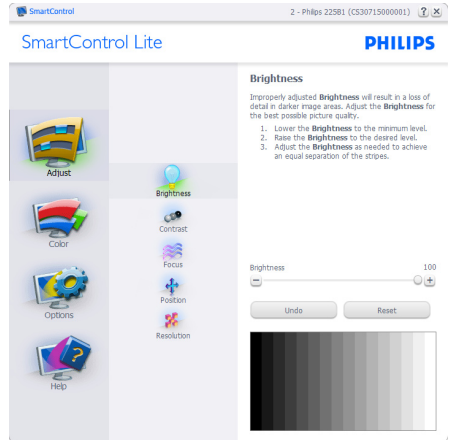 SmartControl
2 - Philips 225B1 (CS30715000001)
?
SmartControl Lite
PHILIPS
Adjust
Color
Options
Help
Brightness
Contrast
Focus
Position
Resolution
Brightness
Improperly adjusted Brightness will result in a loss of
detail in darker image areas. Adjust the Brightness for
the best possible picture quality.
1. Lower the Brightness to the minimum level.
2. Raise the Brightness to the desired level.
3. Adjust the Brightness as needed to achieve
an equal separation of the stripes.
Brightness 100
Undo Reset